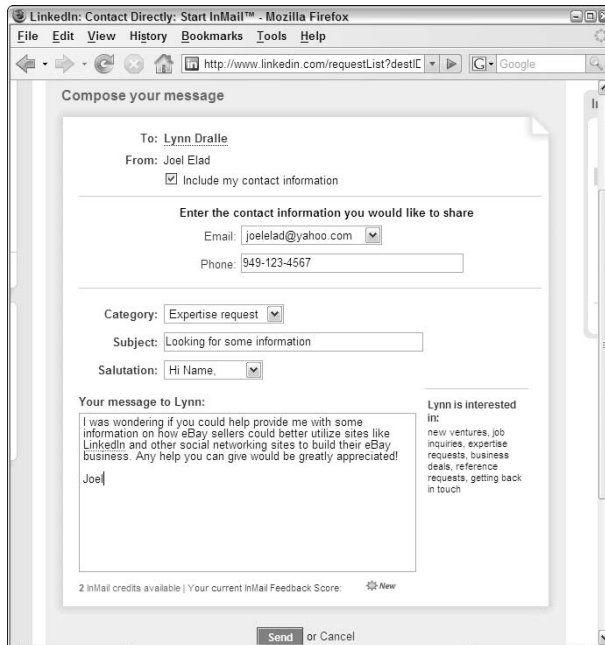 LinkedIn: Contact Directly: Start InMail™ - Mozilla Firefox
File Edit View History Bookmarks Tools Help
http://www.linkedin.com/requestList?destID
G Google
Compose your message
To: Lynn Dralle
From: Joel Elad
Include my contact information
Enter the contact information you would like to share
Email: joelelad@yahoo.com
Phone: 949-123-4567
Category: Expertise request
Subject: Looking for some information
Salutation: Hi Name,
Your message to Lynn:
I was wondering if you could help provide me with some
information on how eBay sellers could better utilize sites like
LinkedIn and other social networking sites to build their eBay
business. Any help you can give would be greatly appreciated!
Joel
Lynn is interested
in:
new ventures, job
inquiries, expertise
requests, business
deals, reference
requests, getting back
in touch
2 InMail credits available | Your current InMail Feedback Score: New
Send or Cancel